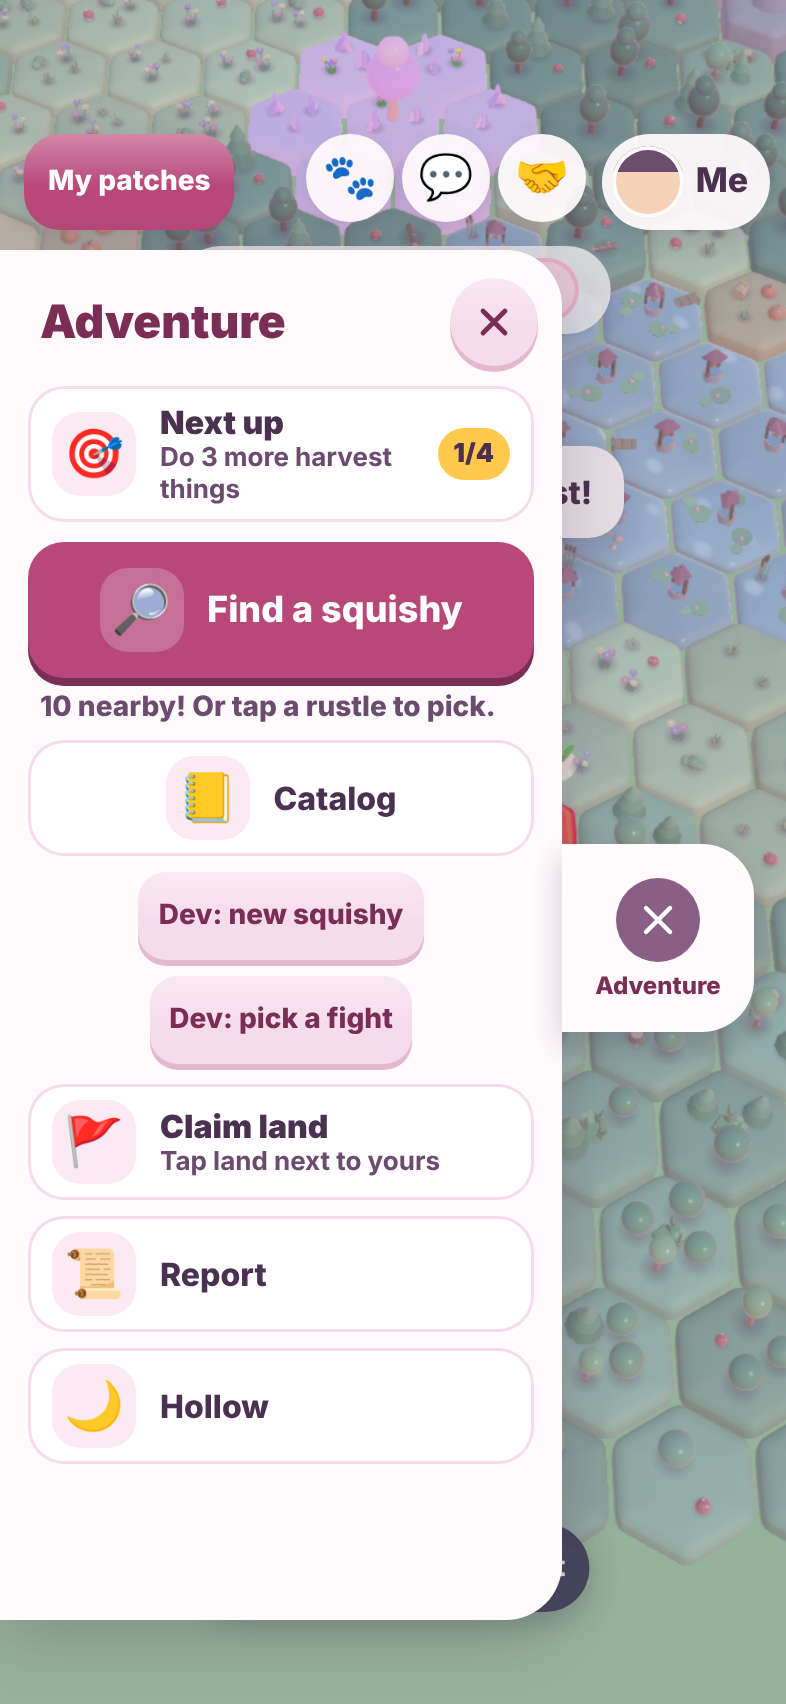 My patches
Me
Adventure
Next up
Do 3 more harvest
things
1/4
st!
Find a squishy
10 nearby! Or tap a rustle to pick.
Catalog
Dev: new squishy
Adventure
Dev: pick a fight
Claim land
Tap land next to yours
Report
Hollow